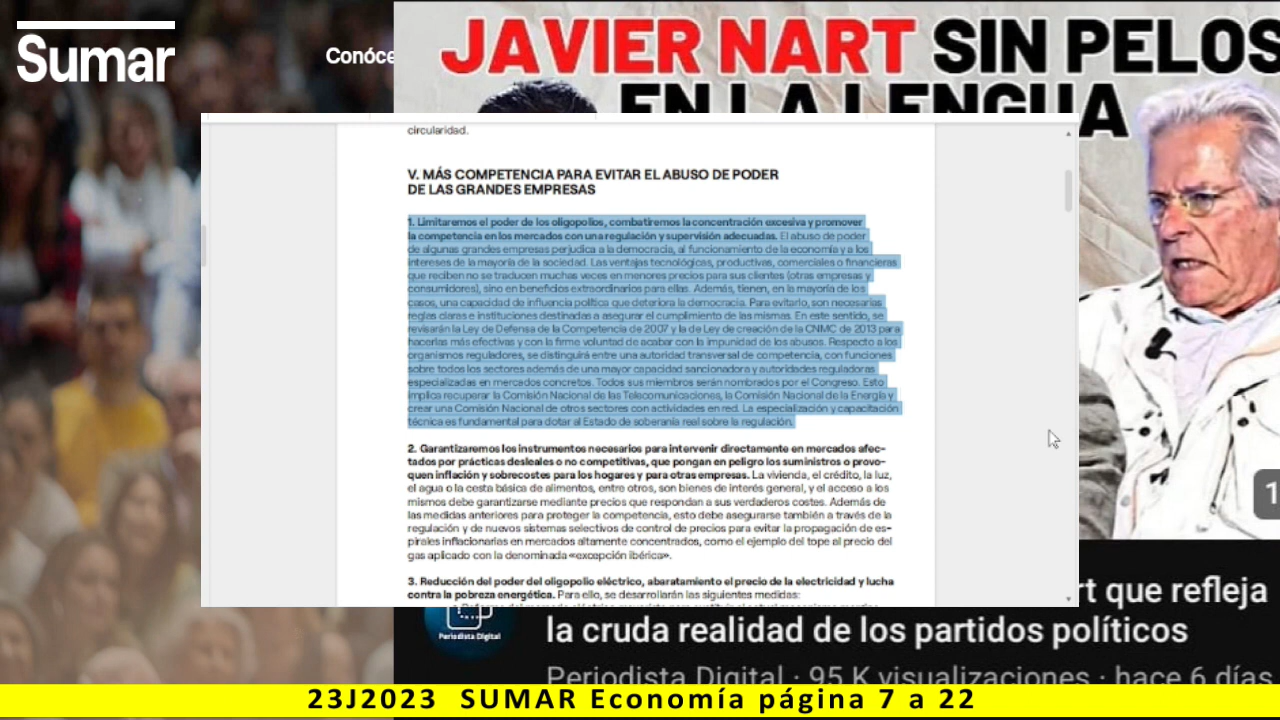 Sumar
Conóce
JAVIER NART SIN PELOS
EN LA LENGUA
circularidad.
V. MÁS COMPETENCIA PARA EVITAR EL ABUSO DE PODER
DE LAS GRANDES EMPRESAS
1. Limitaremos el poder de los oligopolios, combatiremos la concentración excesiva y promover
la competencia en los mercados con una regulación y supervisión adecuadas. El abuso de poder
de algunas grandes empresas perjudica a la democracia, al funcionamiento de la economía y a los
intereses de la mayoría de la sociedad. Las ventajas tecnológicas, productivas, comerciales o financieras
que reciben no se traducen muchas veces en menores precios para sus clientes (otras empresas y
consumidores), sino en beneficios extraordinarios para ellas. Además, tienen, en la mayoría de los
casos, una capacidad de influencia política que deteriora la democracia. Para evitarlo, son necesarias
reglas claras e instituciones destinadas a asegurar el cumplimiento de las mismas. En este sentido, se
revisarán la Ley de Defensa de la Competencia de 2007 y la de Ley de creación de la CNMC de 2013 para
hacerlas más efectivas y con la firme voluntad de acabar con la impunidad de los abusos. Respecto a los
organismos reguladores, se distinguirá entre una autoridad transversal de competencia, con funciones
sobre todos los sectores además de una mayor capacidad sancionadora y autoridades reguladoras
especializadas en mercados concretos. Todos sus miembros serán nombrados por el Congreso. Esto
implica recuperar la Comisión Nacional de las Telecomunicaciones, la Comisión Nacional de la Energía y
crear una Comisión Nacional de otros sectores con actividades en red. La especialización y capacitación
técnica es fundamental para dotar al Estado de soberanía real sobre la regulación.
2. Garantizaremos los instrumentos necesarios para intervenir directamente en mercados afec-
tados por prácticas desleales o no competitivas, que pongan en peligro los suministros o provo-
quen inflación y sobrecostes para los hogares y para otras empresas. La vivienda, el crédito, la luz,
el agua o la cesta básica de alimentos, entre otros, son bienes de interés general, y el acceso a los
mismos debe garantizarse mediante precios que respondan a sus verdaderos costes. Además de
las medidas anteriores para proteger la competencia, esto debe asegurarse también a través de la
regulación y de nuevos sistemas selectivos de control de precios para evitar la propagación de es-
pirales inflacionarias en mercados altamente concentrados, como el ejemplo del tope al precio del
gas aplicado con la denominada «excepción ibérica».
3. Reducción del poder del oligopolio eléctrico, abaratamiento el precio de la electricidad y lucha
contra la pobreza energética. Para ello, se desarrollarán las siguientes medidas:
1
rt que refleja
la cruda realidad de los partidos políticos
Periodista Digital
Periodista Digital · 95 K visualizaciones · hace 6 días
23J2023 SUMAR Economía página 7 a 22